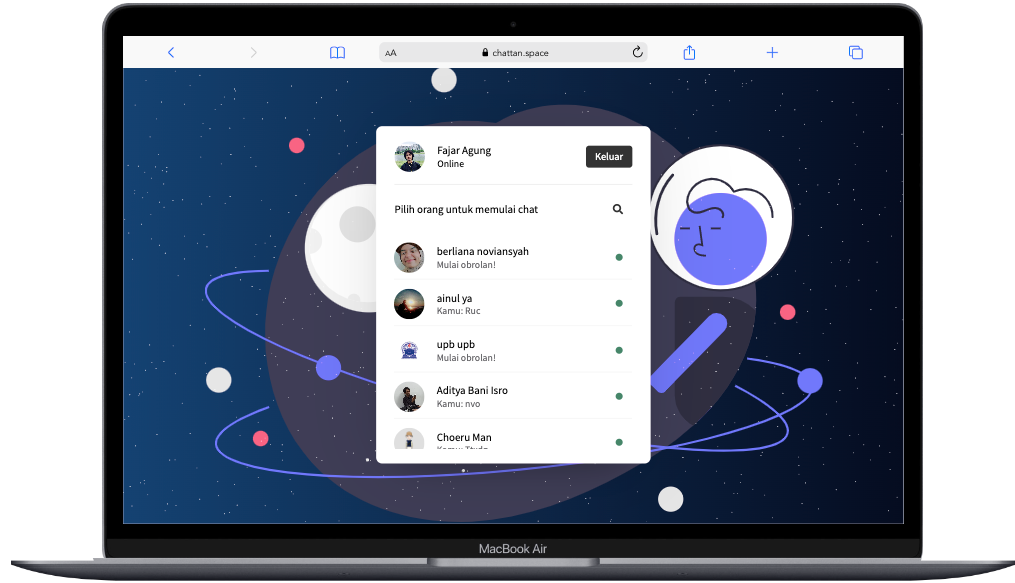 AA
chattan.space
Fajar Agung
Online
Keluar
Pilih orang untuk memulai chat
berliana noviansyah
Mulai obrolan!
ainul ya
Kamu: Ruc
upb upb
Mulai obrolan!
Aditya Bani Isro
Kamu: nvo
Choeru Man
Kamu:
MacBook Air